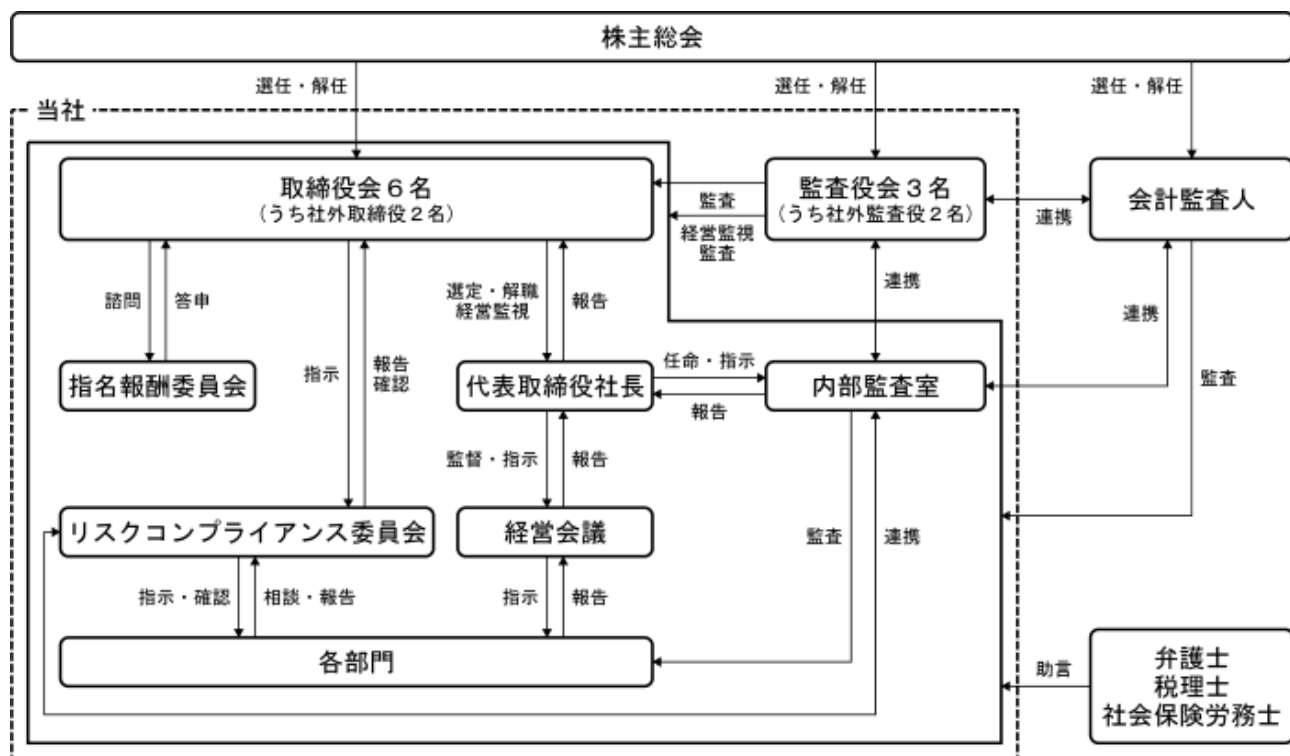 株主総会
選任・解任
選任・解任
選任・解任
当社
取締役会6名
(うち社外取締役2名)
監査
経営監視
監査
監査役会3名
(うち社外監査役2名)
連携
会計監査人
諮問
答申
指示
報告
確認
選定・解職
経営監視
報告
連携
連携
監査
指名報酬委員会
代表取締役社長
任命・指示
報告
内部監査室
監督・指示
報告
リスクコンプライアンス委員会
経営会議
監査
連携
指示・確認
相談・報告
指示
報告
各部門
助言
弁護士
税理士
社会保険労務士